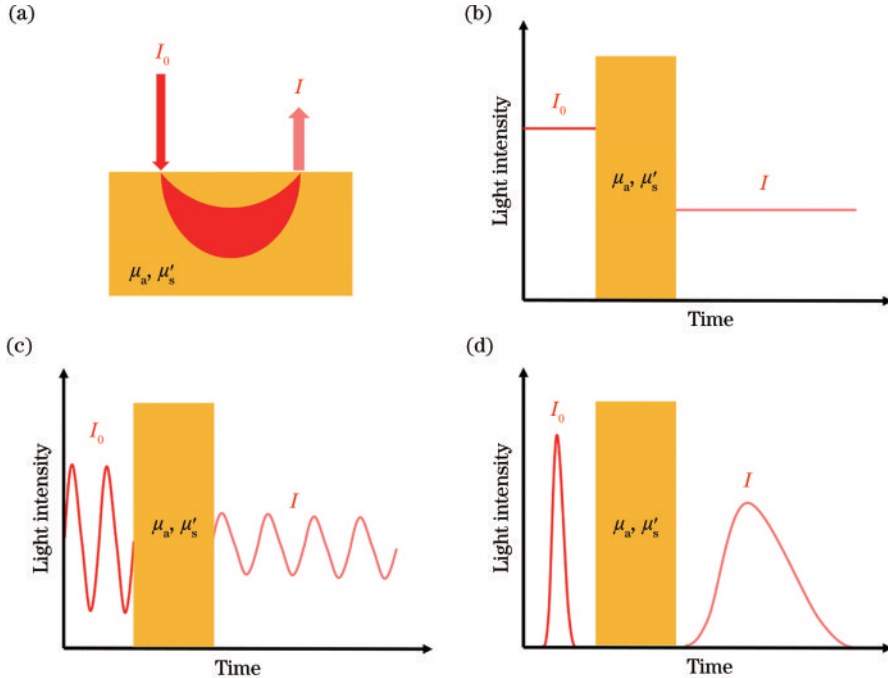 (a)
I₀
I
μₐ, μ′ₛ
(b)
Light intensity
I₀
μₐ, μ′ₛ
I
Time
(c)
Light intensity
I₀
μₐ, μ′ₛ
I
Time
(d)
Light intensity
I₀
μₐ, μ′ₛ
I
Time